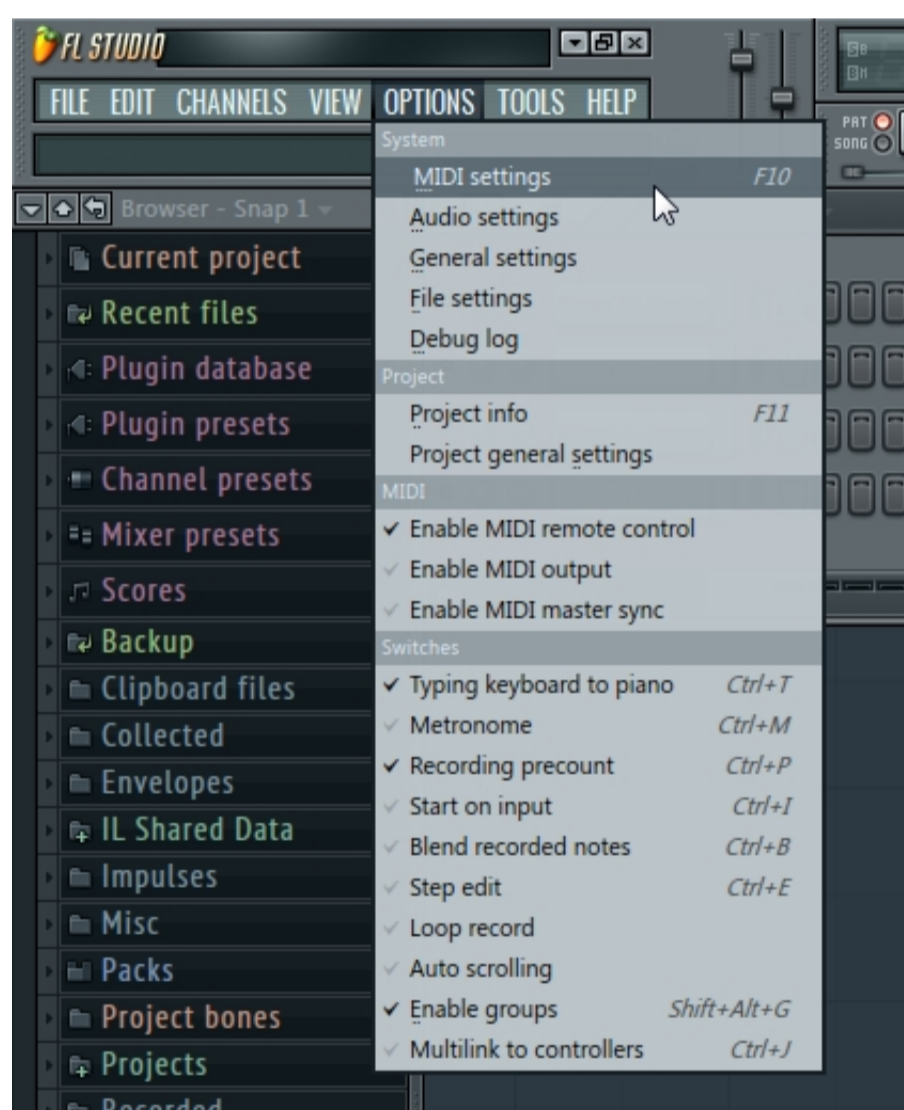 FL STUDIO
FILE EDIT CHANNELS VIEW OPTIONS TOOLS HELP
PAT
SONG
System
MIDI settings F10
Browser - Snap 1
Audio settings
Current project
General settings
Recent files
File settings
Debug log
Plugin database
Project
Plugin presets
Project info F11
Project general settings
Channel presets
MIDI
Mixer presets
Enable MIDI remote control
Enable MIDI output
Scores
Enable MIDI master sync
Backup
Switches
Clipboard files
Typing keyboard to piano Ctrl+T
Collected
Metronome Ctrl+M
Envelopes
Recording precount Ctrl+P
IL Shared Data
Start on input Ctrl+I
Impulses
Blend recorded notes Ctrl+B
Step edit Ctrl+E
Misc
Loop record
Packs
Auto scrolling
Project bones
Enable groups Shift+Alt+G
Projects
Multilink to controllers Ctrl+J
Recorded